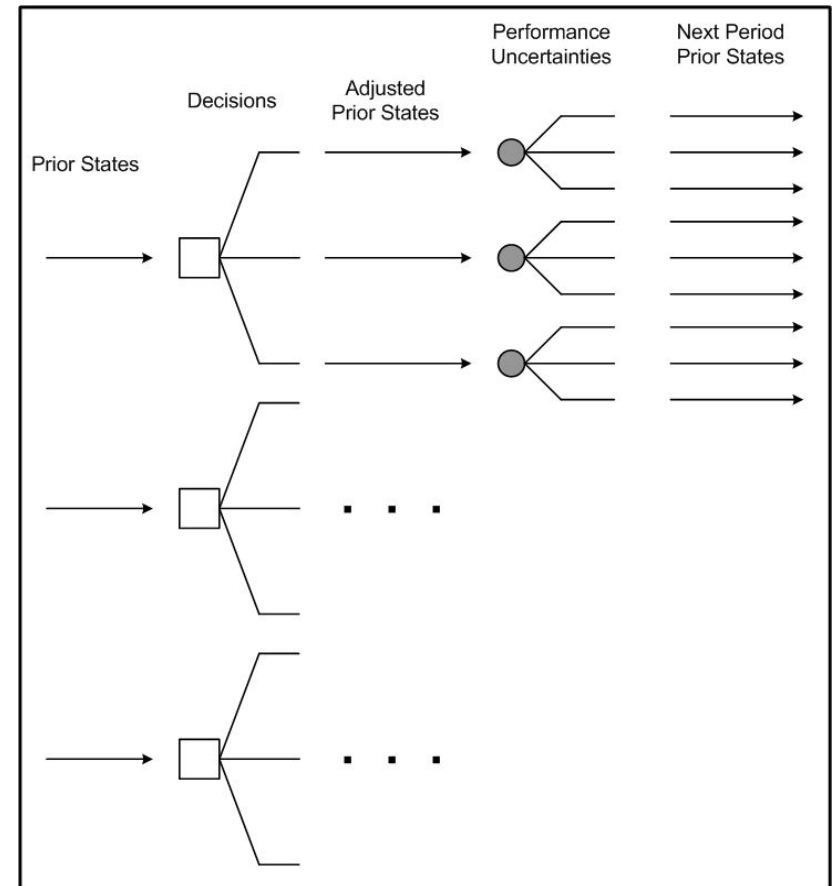 Prior States
Decisions
Adjusted
Prior States
Performance
Uncertainties
Next Period
Prior States